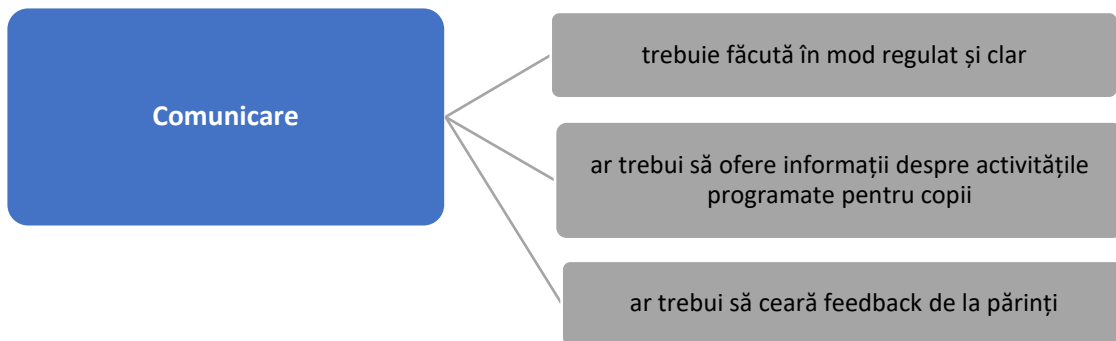 Comunicare
trebuie făcută în mod regulat și clar
ar trebui să ofere informații despre activitățile
programate pentru copii
ar trebui să ceară feedback de la părinți